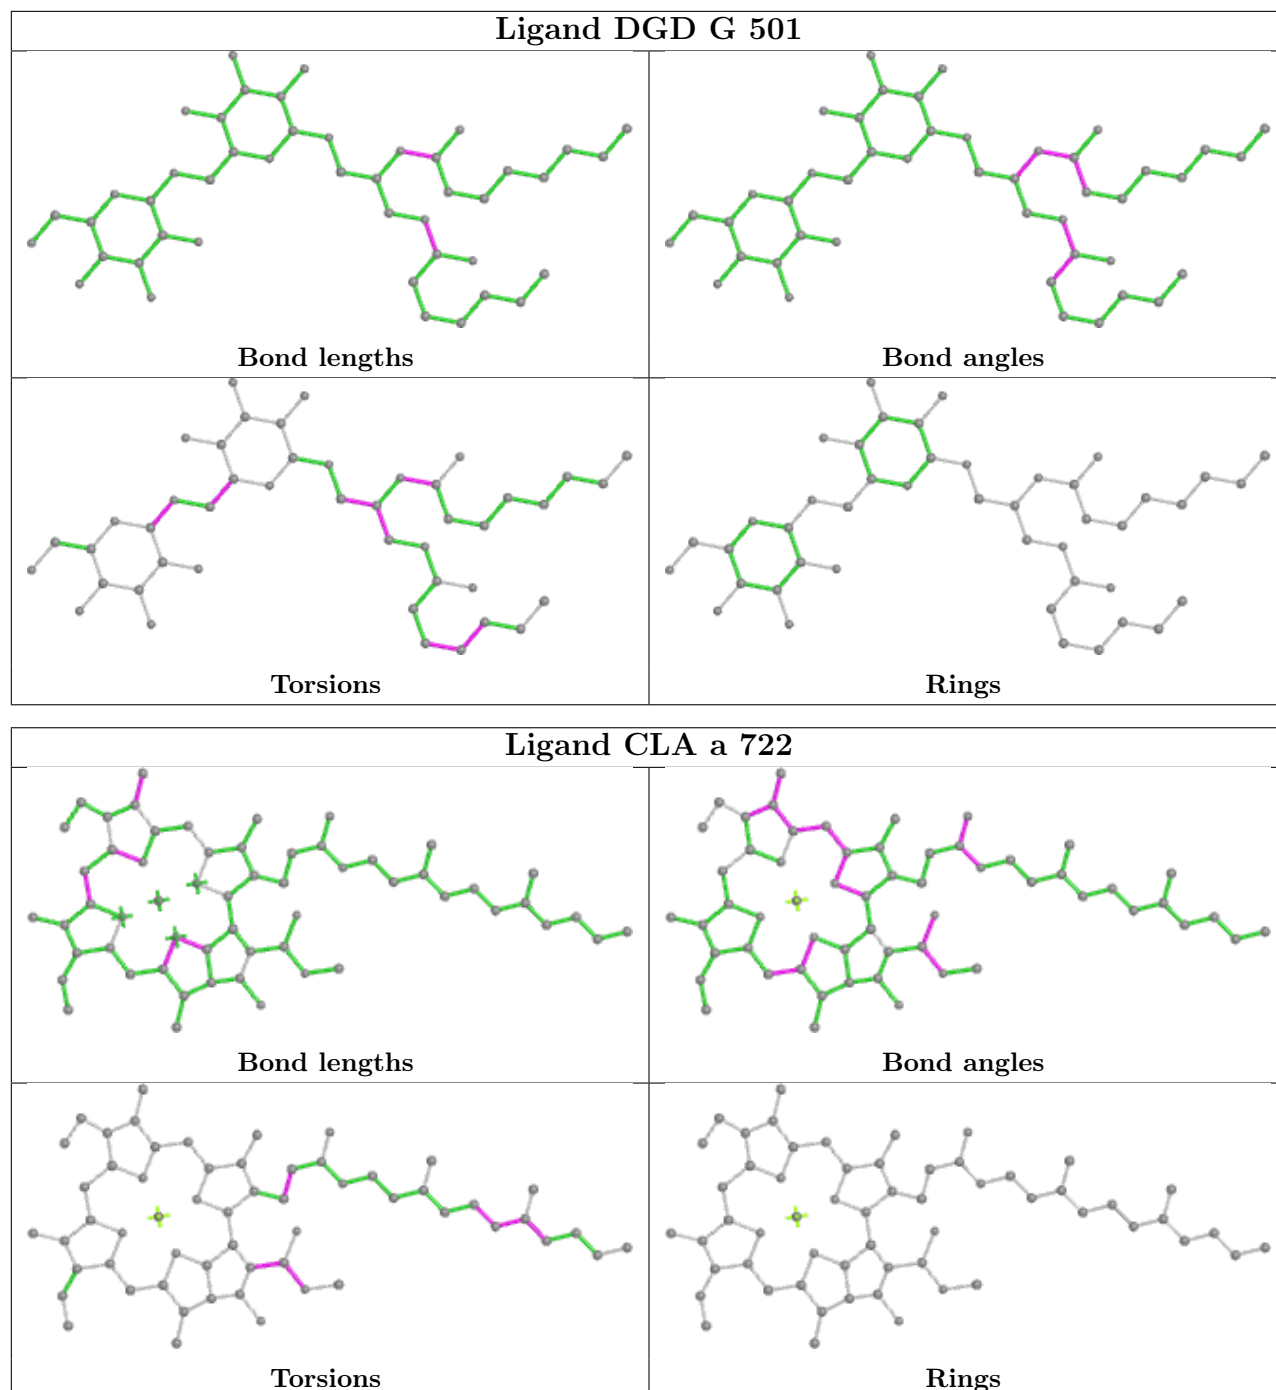 Ligand DGD G 501
Bond lengths
Bond angles
Torsions
Rings
Ligand CLA a 722
Bond lengths
Bond angles
Torsions
Rings